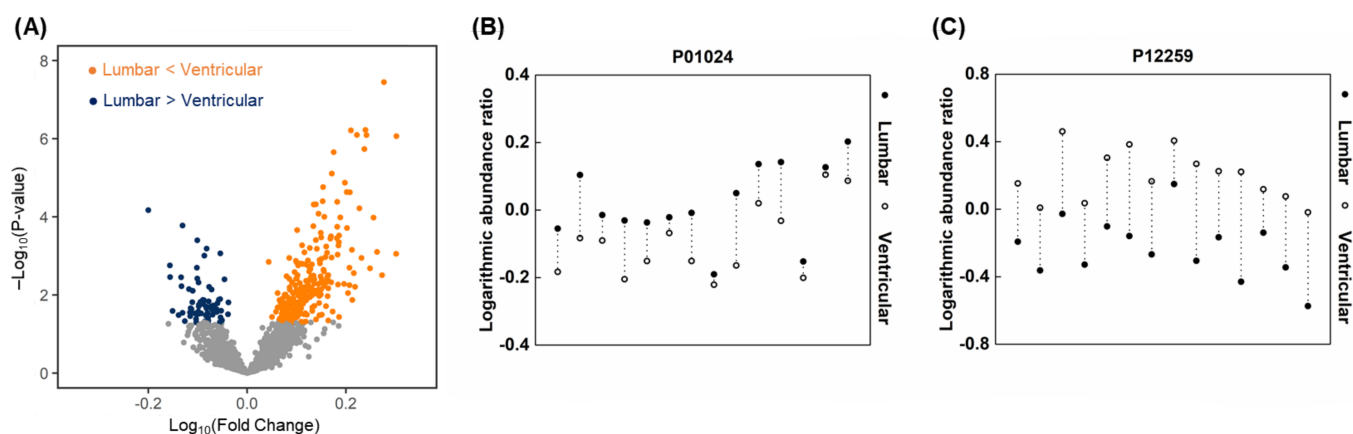 (A)
8
6
4
2
0
−Log10(P-value)
Lumbar < Ventricular
Lumbar > Ventricular
-0.2
0.0
0.2
Log10(Fold Change)
(B)
P01024
0.4
0.2
0.0
-0.2
-0.4
Logarithmic abundance ratio
Lumbar
Ventricular
(C)
P12259
0.8
0.4
0.0
-0.4
-0.8
Logarithmic abundance ratio
Lumbar
Ventricular